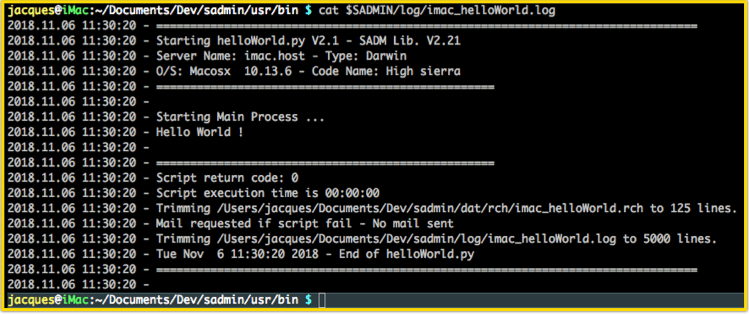 jacques@iMac:~/Documents/Dev/sadmin/usr/bin $ cat $SADMIN/log/imac_helloWorld.log
2018.11.06 11:30:20 - ================================================================================
2018.11.06 11:30:20 - Starting helloWorld.py V2.1 - SADM Lib. V2.21
2018.11.06 11:30:20 - Server Name: imac.host - Type: Darwin
2018.11.06 11:30:20 - O/S: Macosx  10.13.6 - Code Name: High sierra
2018.11.06 11:30:20 - ==================================================
2018.11.06 11:30:20 -
2018.11.06 11:30:20 - Starting Main Process ...
2018.11.06 11:30:20 - Hello World !
2018.11.06 11:30:20 -
2018.11.06 11:30:20 - ==================================================
2018.11.06 11:30:20 - Script return code: 0
2018.11.06 11:30:20 - Script execution time is 00:00:00
2018.11.06 11:30:20 - Trimming /Users/jacques/Documents/Dev/sadmin/dat/rch/imac_helloWorld.rch to 125 lines.
2018.11.06 11:30:20 - Mail requested if script fail - No mail sent
2018.11.06 11:30:20 - Trimming /Users/jacques/Documents/Dev/sadmin/log/imac_helloWorld.log to 5000 lines.
2018.11.06 11:30:20 - Tue Nov  6 11:30:20 2018 - End of helloWorld.py
2018.11.06 11:30:20 - ================================================================================
2018.11.06 11:30:20 -
jacques@iMac:~/Documents/Dev/sadmin/usr/bin $